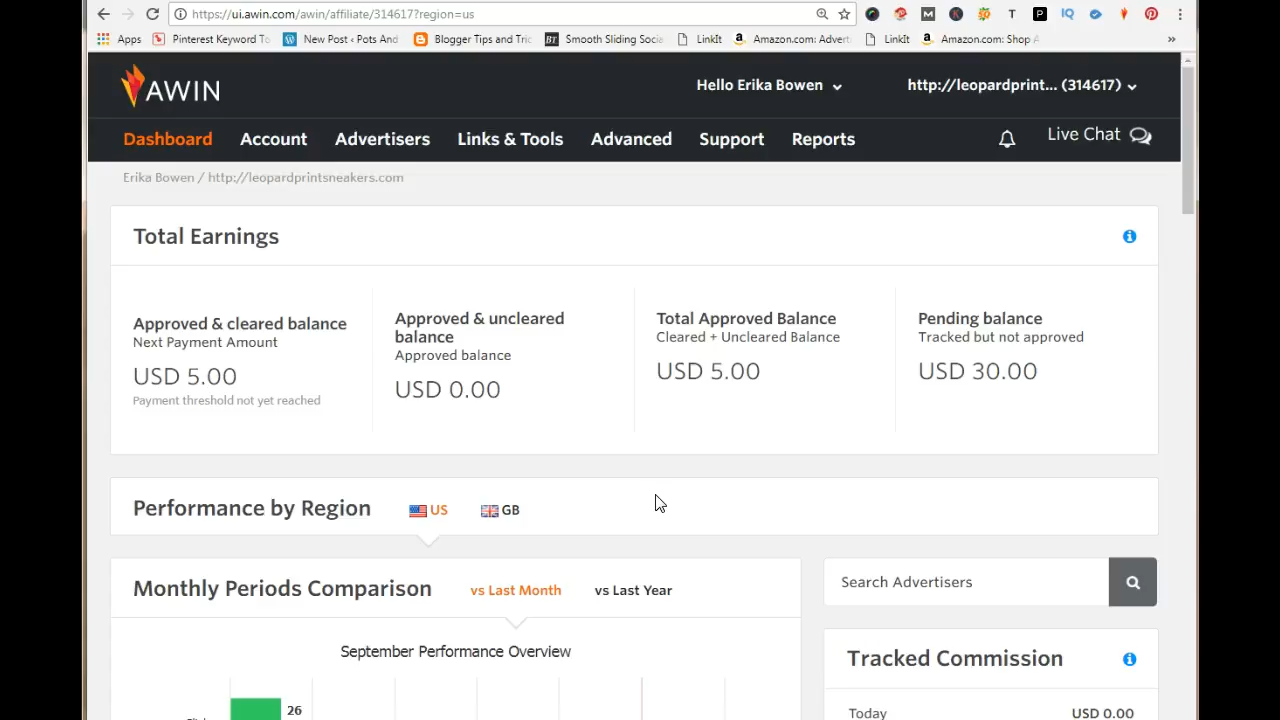 https://ui.awin.com/awin/affiliate/314617?region=us
Apps Pinterest Keyword To New Post ‹ Pots And Blogger Tips and Tric Smooth Sliding Socia LinkIt Amazon.com: Advert LinkIt Amazon.com: Shop A »
AWIN Hello Erika Bowen http://leopardprint... (314617)
Dashboard Account Advertisers Links & Tools Advanced Support Reports Live Chat
Erika Bowen / http://leopardprintsneakers.com
Total Earnings
Approved & cleared balance
Next Payment Amount
USD 5.00
Payment threshold not yet reached
Approved & uncleared
balance
Approved balance
USD 0.00
Total Approved Balance
Cleared + Uncleared Balance
USD 5.00
Pending balance
Tracked but not approved
USD 30.00
Performance by Region US GB
Monthly Periods Comparison vs Last Month vs Last Year
September Performance Overview
26
Search Advertisers
Tracked Commission
Today USD 0.00